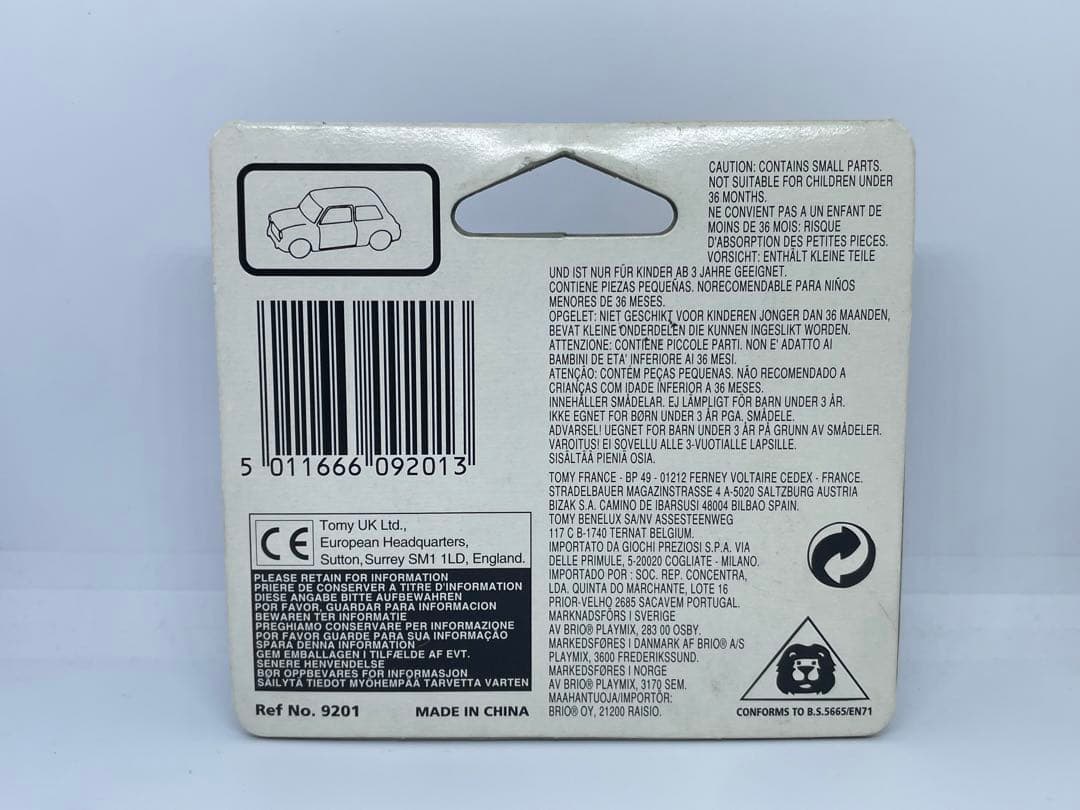 CAUTION: CONTAINS SMALL PARTS.
NOT SUITABLE FOR CHILDREN UNDER
36 MONTHS.
NE CONVIENT PAS A UN ENFANT DE
MOINS DE 36 MOIS: RISQUE
D'ABSORPTION DES PETITES PIECES.
VORSICHT: ENTHÄLT KLEINE TEILE
UND IST NUR FÜR KINDER AB 3 JAHRE GEEIGNET.
CONTIENE PIEZAS PEQUEÑAS. NORECOMENDABLE PARA NIÑOS
MENORES DE 36 MESES.
OPGELET: NIET GESCHIKT VOOR KINDEREN JONGER DAN 36 MAANDEN,
BEVAT KLEINE ONDERDELEN DIE KUNNEN INGESLIKT WORDEN.
ATTENZIONE: CONTIENE PICCOLE PARTI. NON E' ADATTO AI
BAMBINI DE ETA' INFERIORE AI 36 MESI.
ATENÇÃO: CONTÉM PEÇAS PEQUENAS. NÃO RECOMENDADO A
CRIANÇAS COM IDADE INFERIOR A 36 MESES.
INNEHÅLLER SMÅDELAR. EJ LÄMPLIGT FÖR BARN UNDER 3 ÅR.
IKKE EGNET FOR BØRN UNDER 3 ÅR PGA. SMÅDELE.
ADVARSEL! UEGNET FOR BARN UNDER 3 ÅR PÅ GRUNN AV SMÅDELER.
VAROITUS! EI SOVELLU ALLE 3-VUOTIALLE LAPSILLE.
SISÄLTÄÄ PIENIÄ OSIA.
5 011666 092013
TOMY FRANCE - BP 49 - 01212 FERNEY VOLTAIRE CEDEX - FRANCE.
STRADELBAUER MAGAZINSTRASSE 4 A-5020 SALTZBURG AUSTRIA
BIZAK S.A. CAMINO DE IBARSUSI 48004 BILBAO SPAIN.
TOMY BENELUX SA/NV ASSESTEENWEG
117 C B-1740 TERNAT BELGIUM.
IMPORTATO DA GIOCHI PREZIOSI S.P.A. VIA
DELLE PRIMULE, 5-20020 COGLIATE - MILANO.
IMPORTADO POR : SOC. REP. CONCENTRA,
LDA. QUINTA DO MARCHANTE, LOTE 16
PRIOR-VELHO 2685 SACAVEM PORTUGAL.
MARKNADSFÖRS I SVERIGE
AV BRIO® PLAYMIX, 283 00 OSBY.
MARKEDSFØRES I DANMARK AF BRIO® A/S
PLAYMIX, 3600 FREDERIKSSUND.
MARKEDSFØRES I NORGE
AV BRIO® PLAYMIX, 3170 SEM.
MAAHANTUOJA/IMPORTÖR:
BRIO® OY, 21200 RAISIO.
CE
Tomy UK Ltd.,
European Headquarters,
Sutton, Surrey SM1 1LD, England.
PLEASE RETAIN FOR INFORMATION
PRIERE DE CONSERVER A TITRE D'INFORMATION
DIESE ANGABE BITTE AUFBEWAHREN
POR FAVOR, GUARDAR PARA INFORMACION
BEWAREN TER INFORMATIE
PREGHIAMO CONSERVARE PER INFORMAZIONE
POR FAVOR GUARDE PARA SUA INFORMAÇÃO
SPARA DENNA INFORMATION
GEM EMBALLAGEN I TILFÆLDE AF EVT.
SENERE HENVENDELSE
BØR OPPBEVARES FOR INFORMASJON
SÄILYTÄ TIEDOT MYÖHEMPÄÄ TARVETTA VARTEN
Ref No. 9201 MADE IN CHINA
CONFORMS TO B.S.5665/EN71